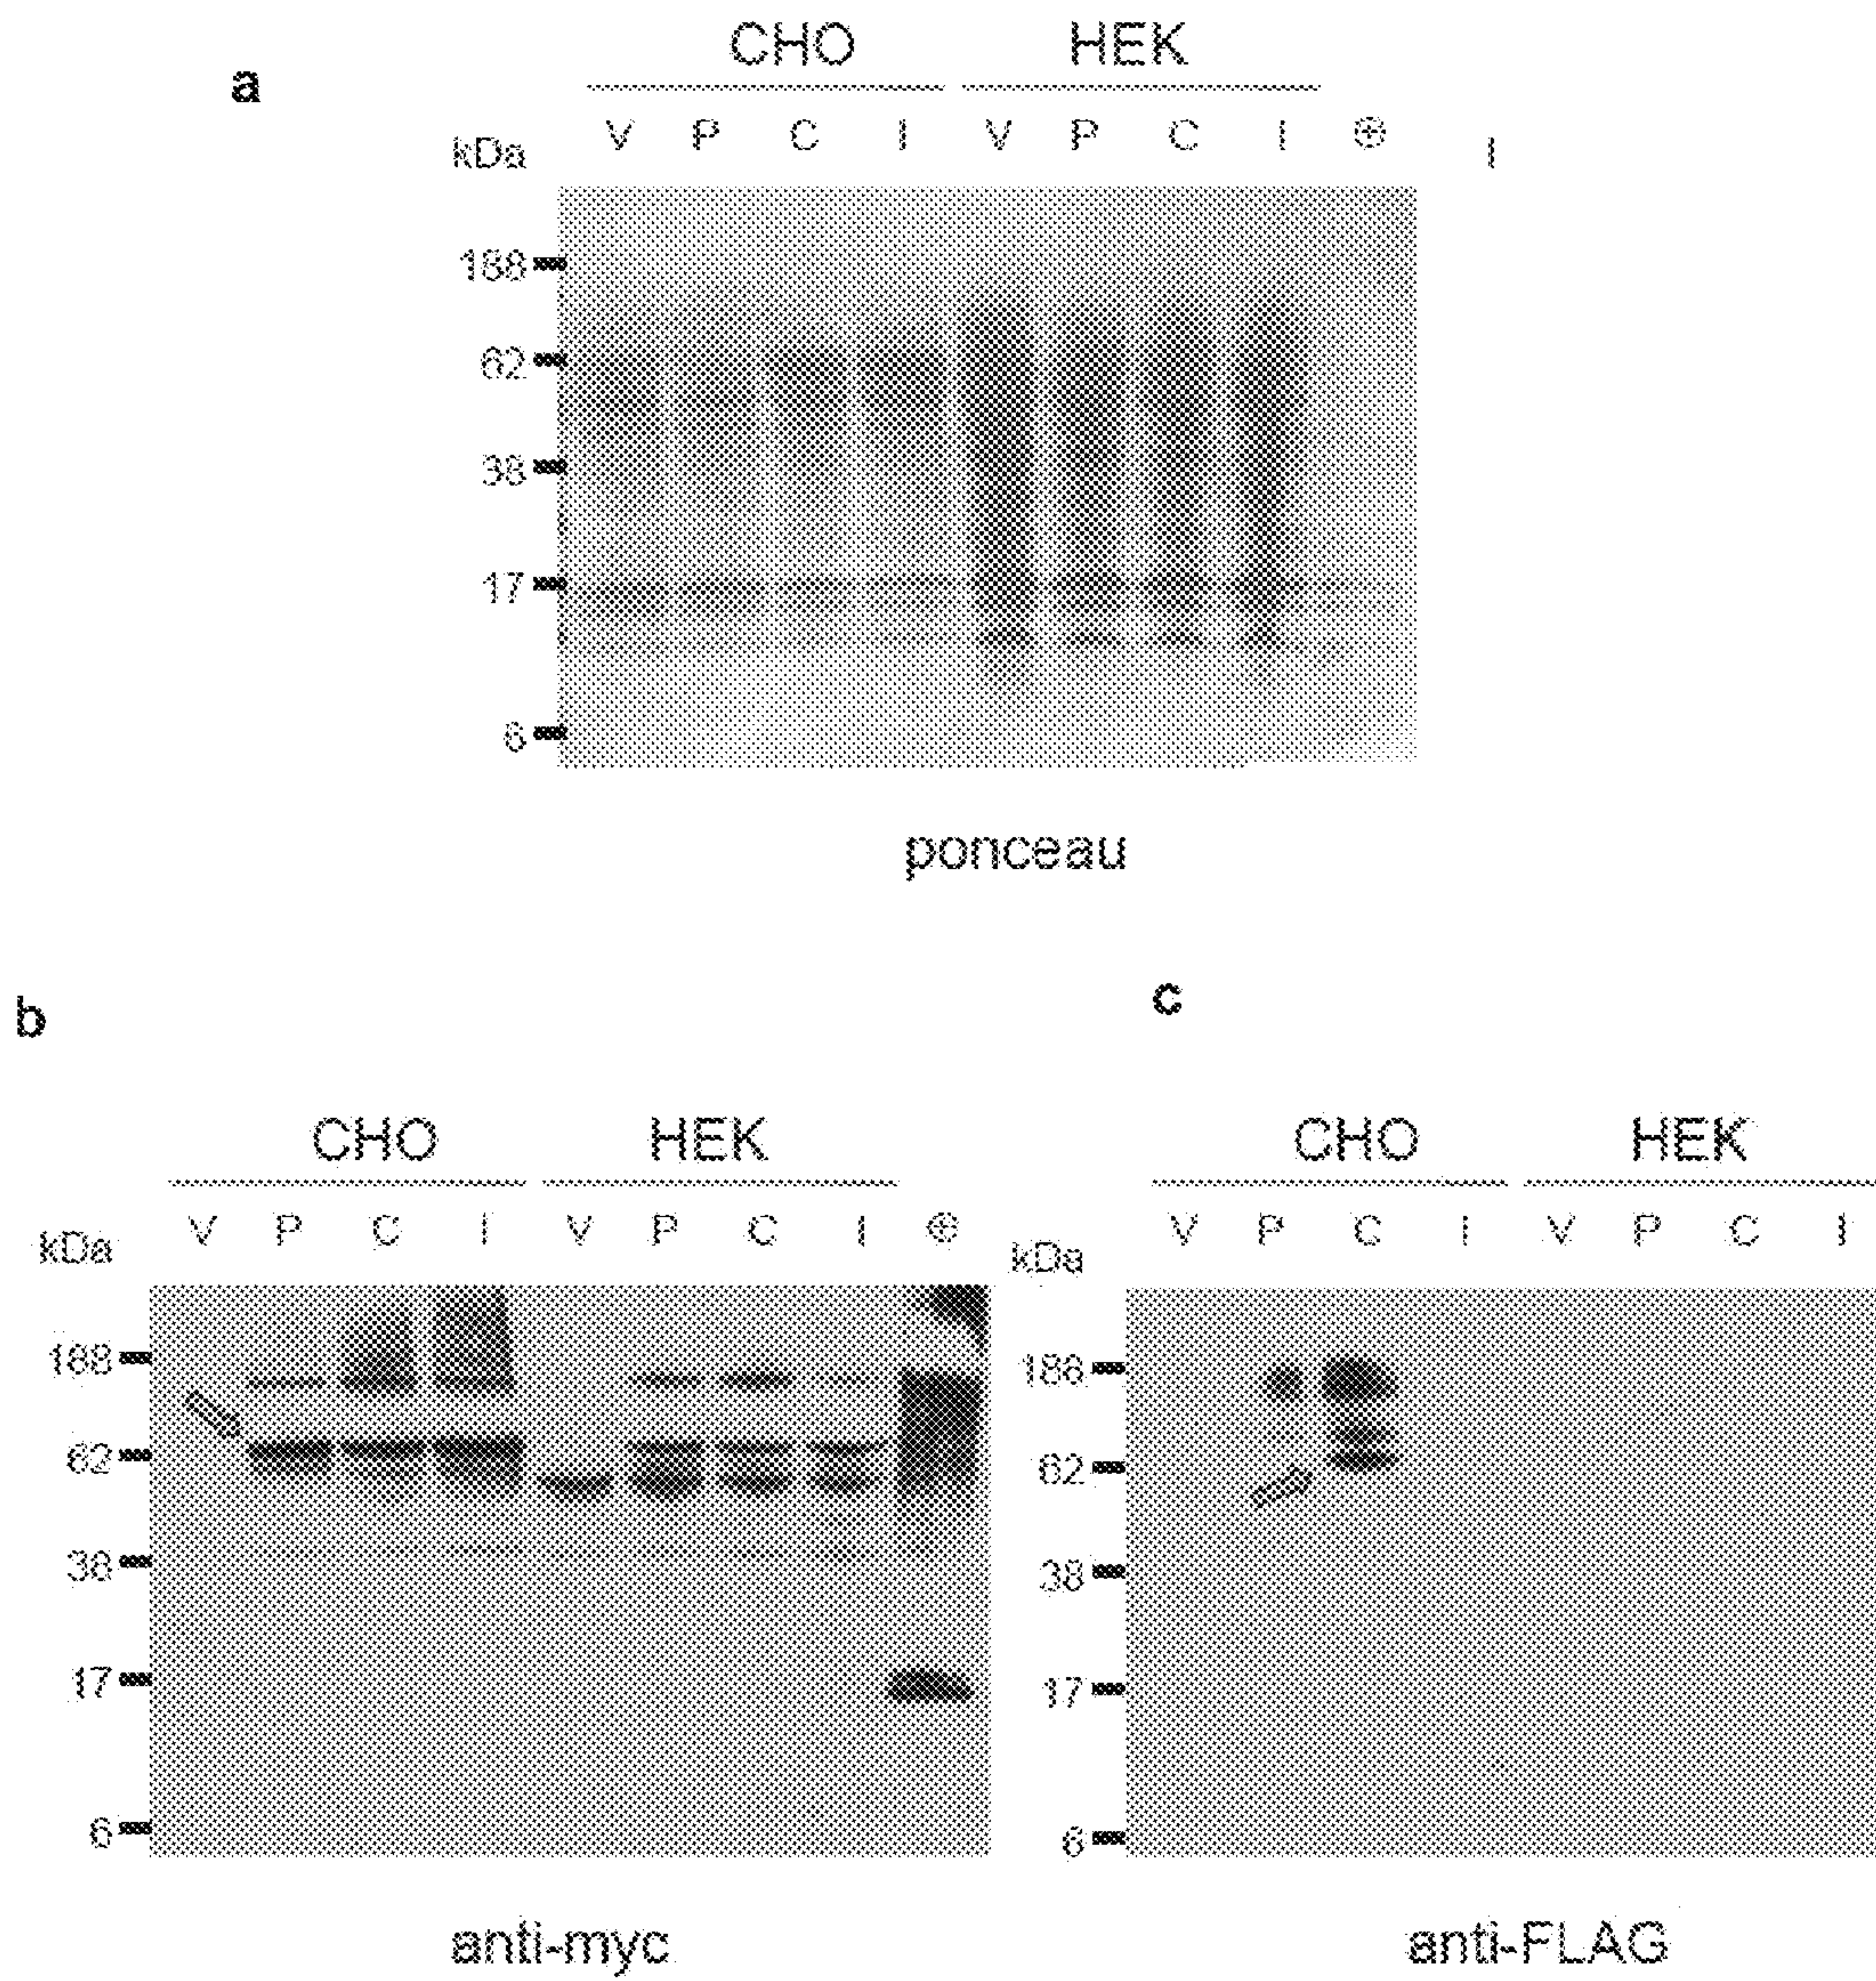 a
CHO HEK
kDa V P C I V P C I ⊕ I
188
62
38
17
6
ponceau
b
c
CHO HEK
kDa V P C I V P C I ⊕
188
62
38
17
6
anti-myc
CHO HEK
kDa V P C I V P C I
188
62
38
17
6
anti-FLAG